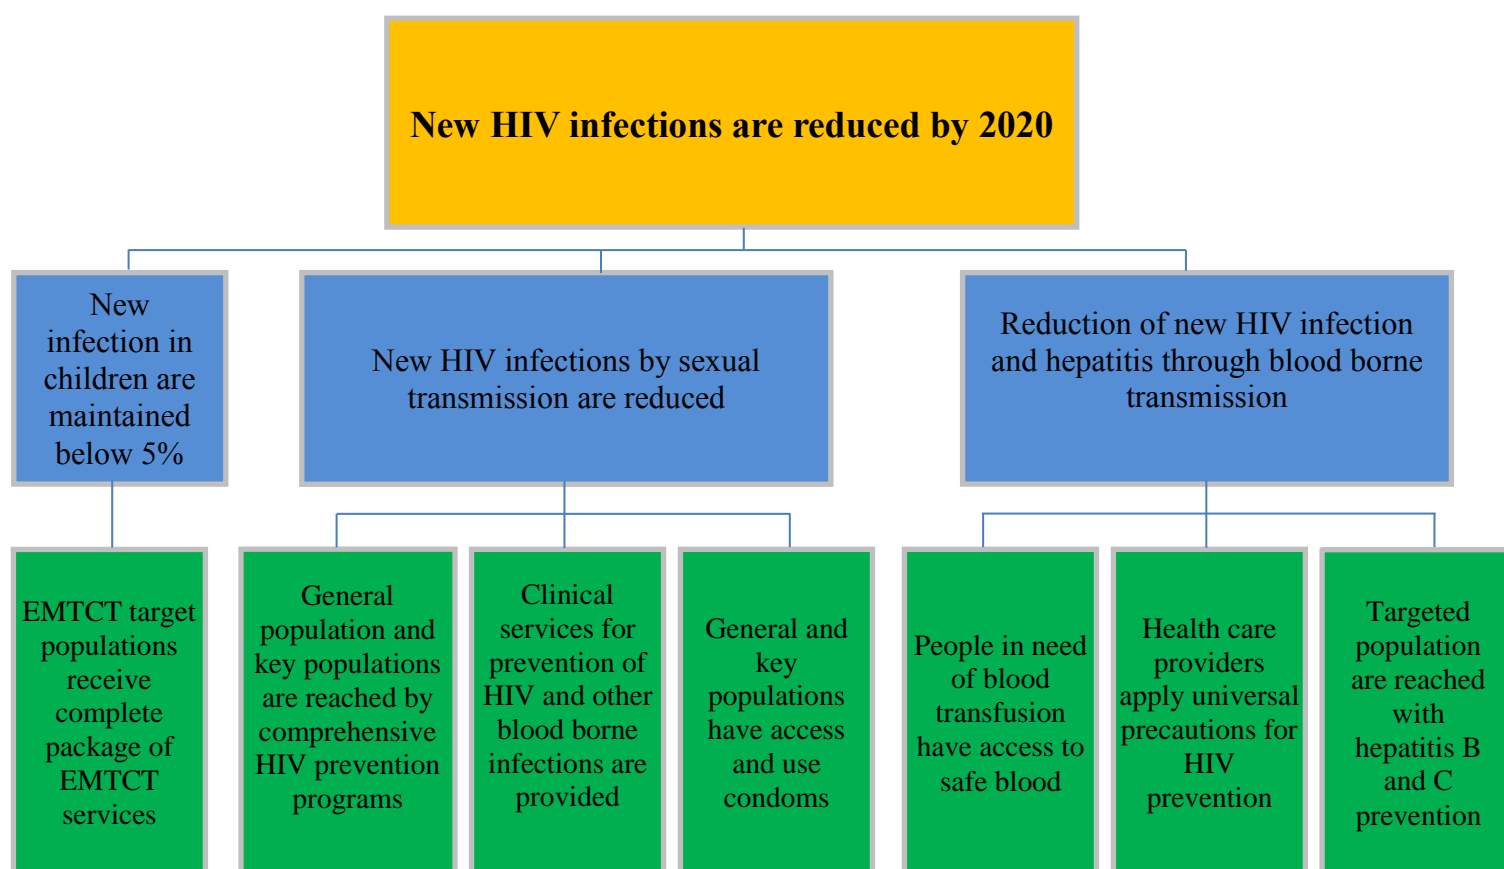 New HIV infections are reduced by 2020
New
infection in
children are
maintained
below 5%
New HIV infections by sexual
transmission are reduced
Reduction of new HIV infection
and hepatitis through blood borne
transmission
EMTCT target
populations
receive
complete
package of
EMTCT
services
General
population and
key populations
are reached by
comprehensive
HIV prevention
programs
Clinical
services for
prevention of
HIV and other
blood borne
infections are
provided
General and
key
populations
have access
and use
condoms
People in need
of blood
transfusion
have access to
safe blood
Health care
providers
apply universal
precautions for
HIV
prevention
Targeted
population
are reached
with
hepatitis B
and C
prevention